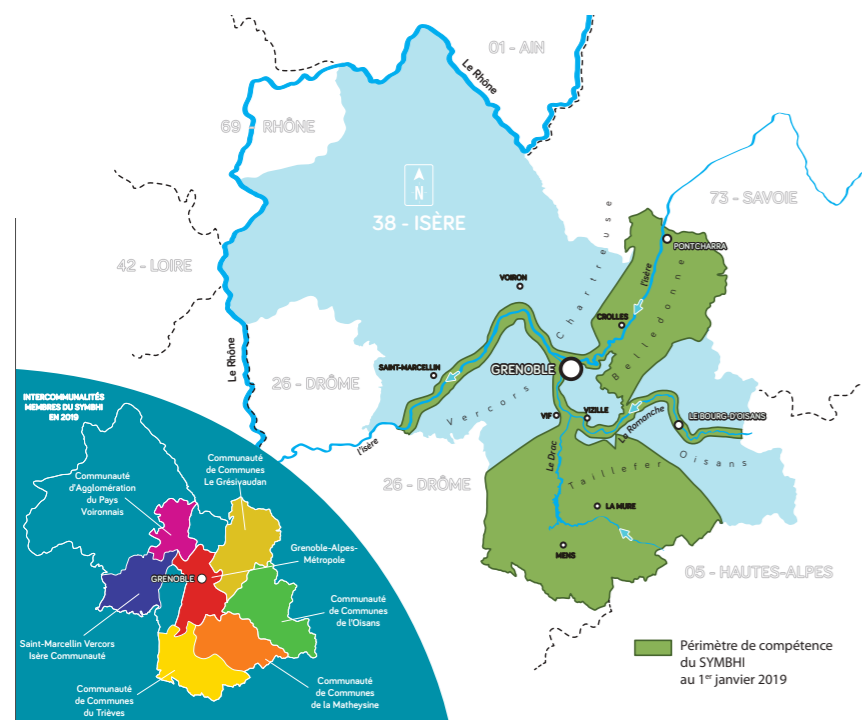 01 - AIN
Le Rhône
69 - RHÔNE
N
38 - ISÈRE
73 - SAVOIE
42 - LOIRE
PONTCHARRA
l'Isère
Chartreuse
VOIRON
CROLLES
Belledonne
Le Rhône
26 - DRÔME
SAINT-MARCELLIN
GRENOBLE
Vercors
VIF
VIZILLE
La Romanche
LE BOURG-D'OISANS
l'Isère
Le Drac
Taillefer
Oisans
26 - DRÔME
LA MURE
MENS
05 - HAUTES-ALPES
INTERCOMMUNALITÉS
MEMBRES DU SYMBHI
EN 2019
Communauté
de Communes
Le Grésivaudan
Communauté
d'Agglomération
du Pays
Voironnais
Grenoble-Alpes-
Métropole
GRENOBLE
Communauté
de Communes
de l'Oisans
Saint-Marcellin Vercors
Isère Communauté
Communauté
de Communes
de la Matheysine
Communauté
de Communes
du Trièves
Périmètre de compétence
du SYMBHI
au 1er janvier 2019